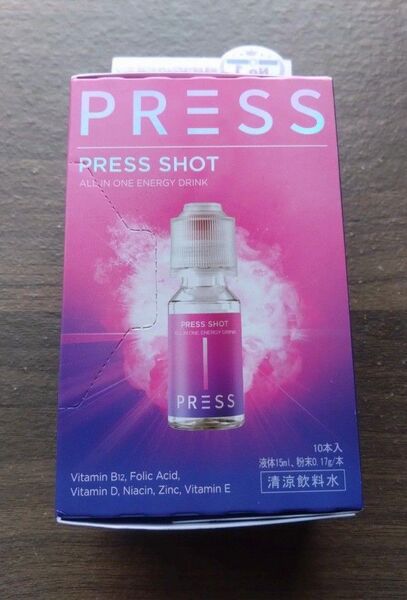 PRESS
PRESS SHOT
ALL IN ONE ENERGY DRINK
PRESS SHOT
ALL IN ONE ENERGY DRINK
PRESS
10本入
液体15ml、粉末0.17g/本
清涼飲料水
Vitamin B12, Folic Acid,
Vitamin D, Niacin, Zinc, Vitamin E